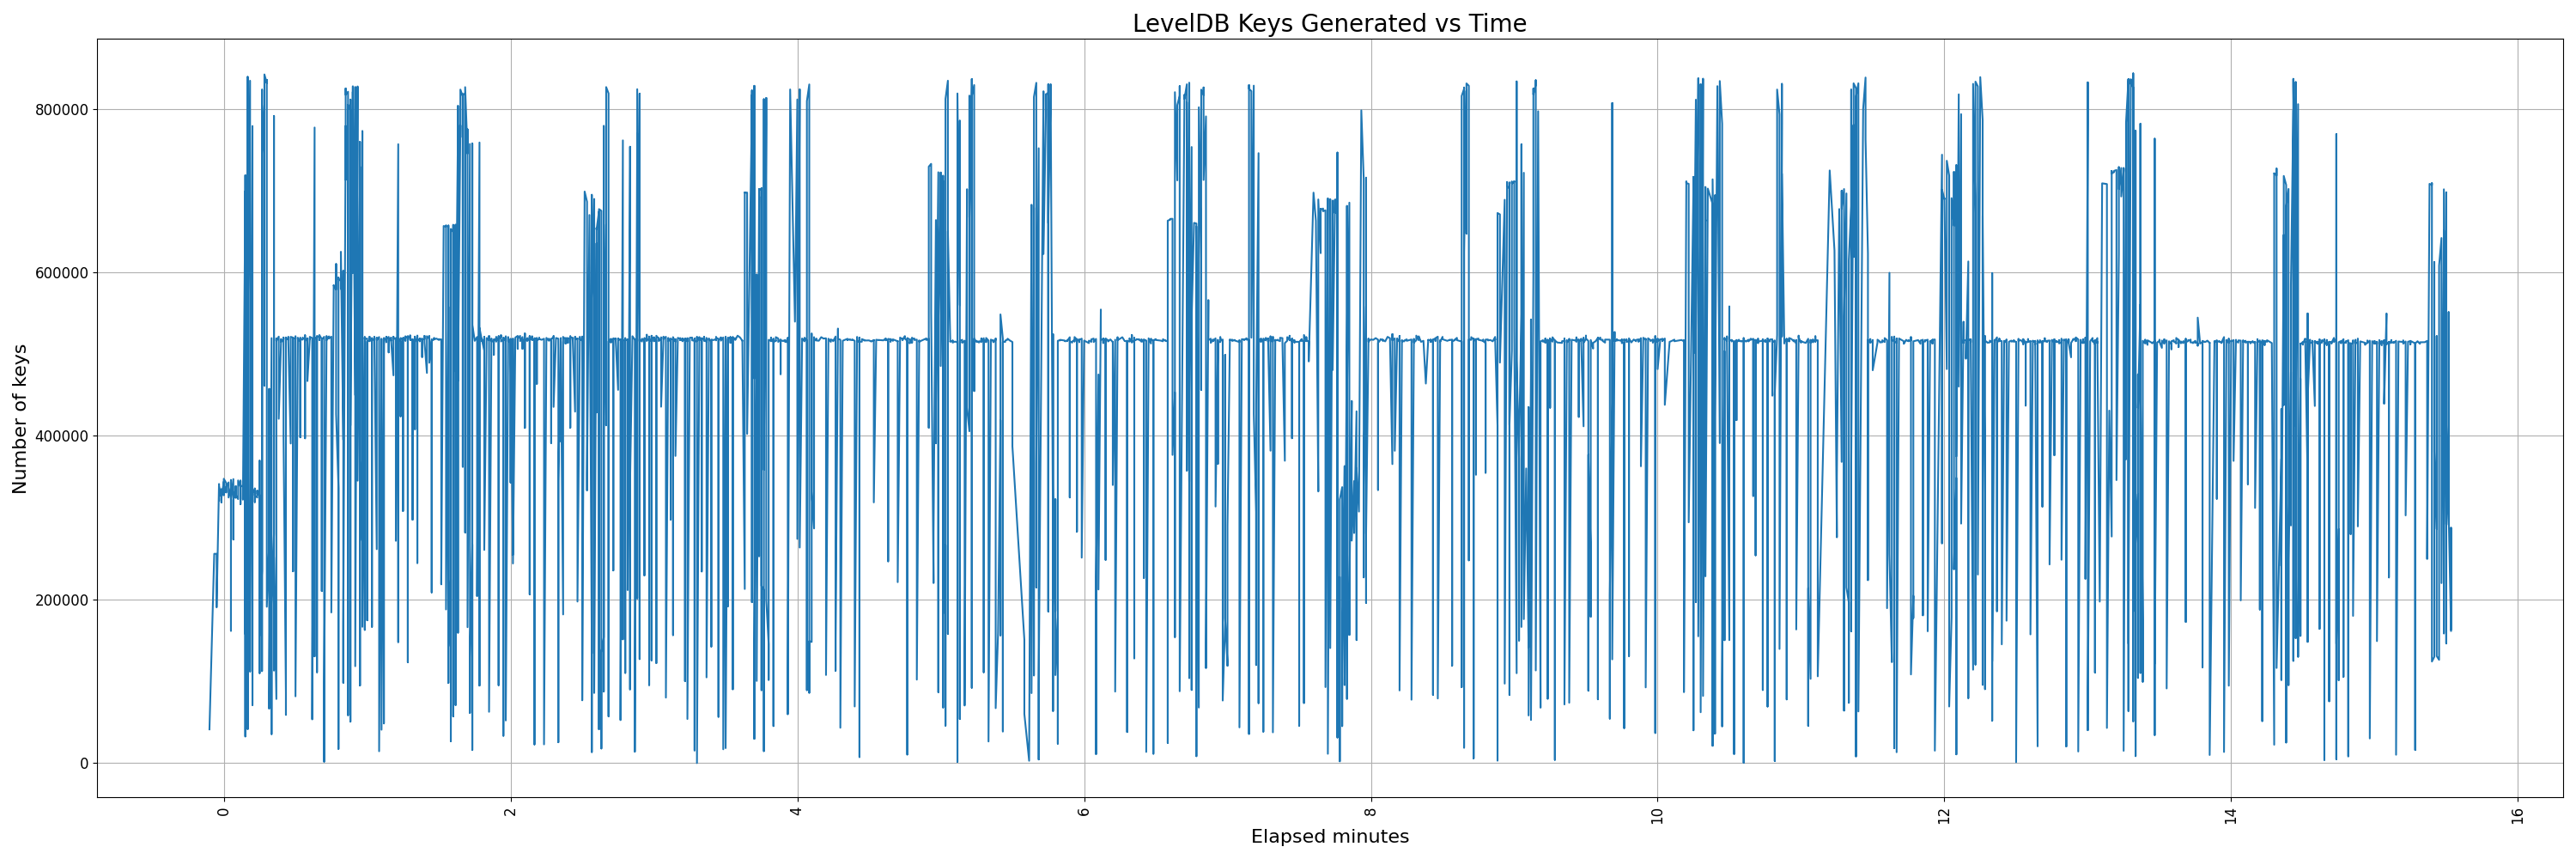 LevelDB Keys Generated vs Time
Number of keys
800000
600000
400000
200000
0
0 2 4 6 8 10 12 14 16
Elapsed minutes